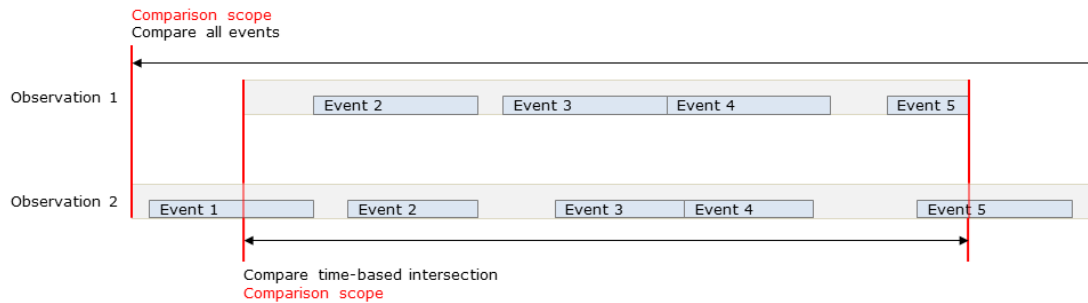 Comparison scope
Compare all events
Observation 1
Event 2
Event 3
Event 4
Event 5
Observation 2
Event 1
Event 2
Event 3
Event 4
Event 5
Compare time-based intersection
Comparison scope